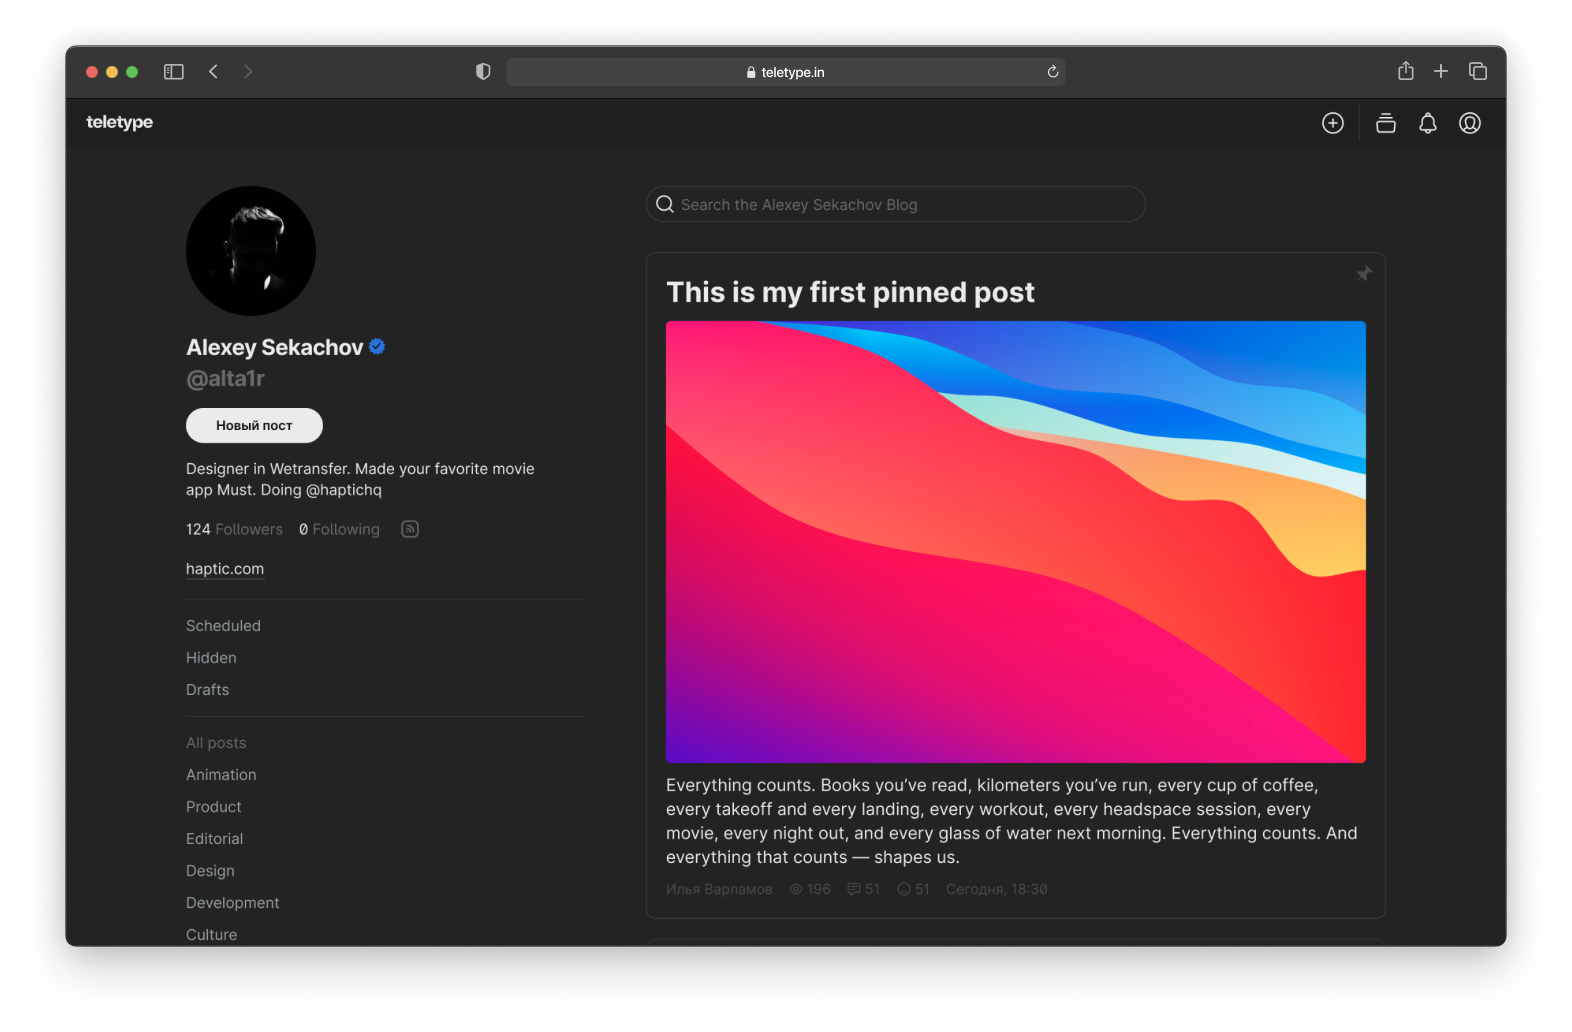 teletype.in
teletype
Alexey Sekachov
@alta1r
Новый пост
Designer in Wetransfer. Made your favorite movie
app Must. Doing @haptichq
124 Followers 0 Following
haptic.com
Scheduled
Hidden
Drafts
All posts
Animation
Product
Editorial
Design
Development
Culture
Search the Alexey Sekachov Blog
This is my first pinned post
Everything counts. Books you’ve read, kilometers you’ve run, every cup of coffee,
every takeoff and every landing, every workout, every headspace session, every
movie, every night out, and every glass of water next morning. Everything counts. And
everything that counts — shapes us.
Илья Варламов 196 51 51 Сегодня, 18:30